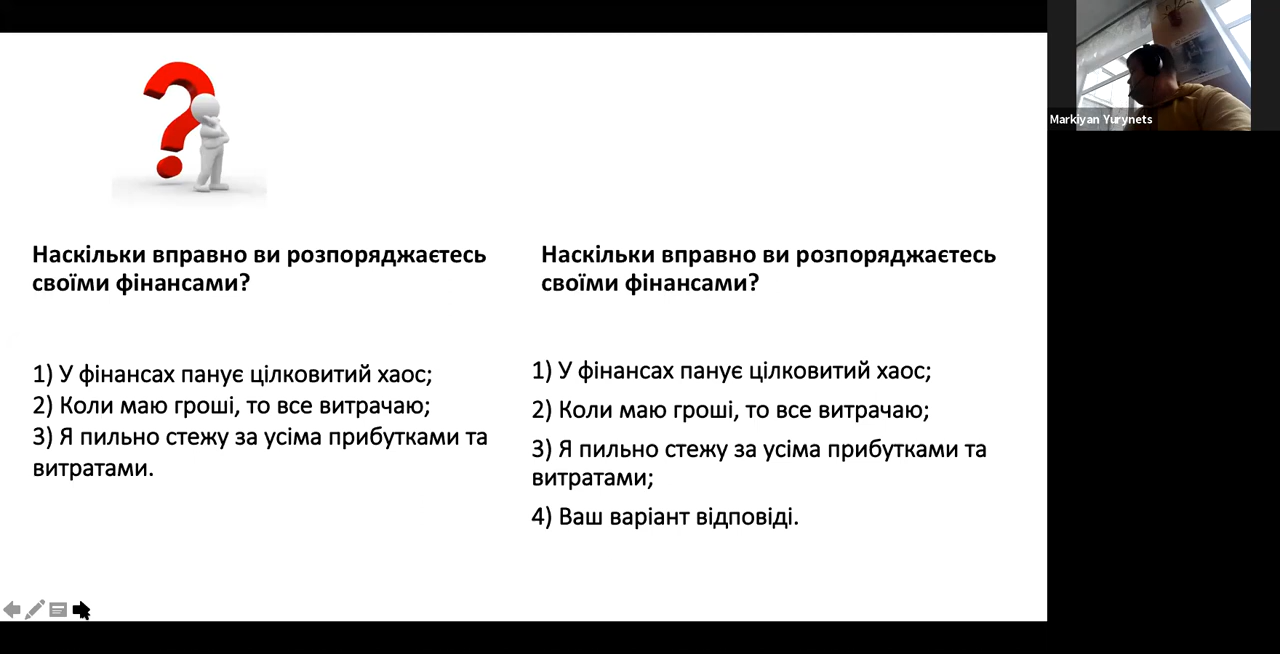 Markiyan Yurynets
Наскільки вправно ви розпоряджаєтесь
своїми фінансами?
1) У фінансах панує цілковитий хаос;
2) Коли маю гроші, то все витрачаю;
3) Я пильно стежу за усіма прибутками та
витратами.
Наскільки вправно ви розпоряджаєтесь
своїми фінансами?
1) У фінансах панує цілковитий хаос;
2) Коли маю гроші, то все витрачаю;
3) Я пильно стежу за усіма прибутками та
витратами;
4) Ваш варіант відповіді.